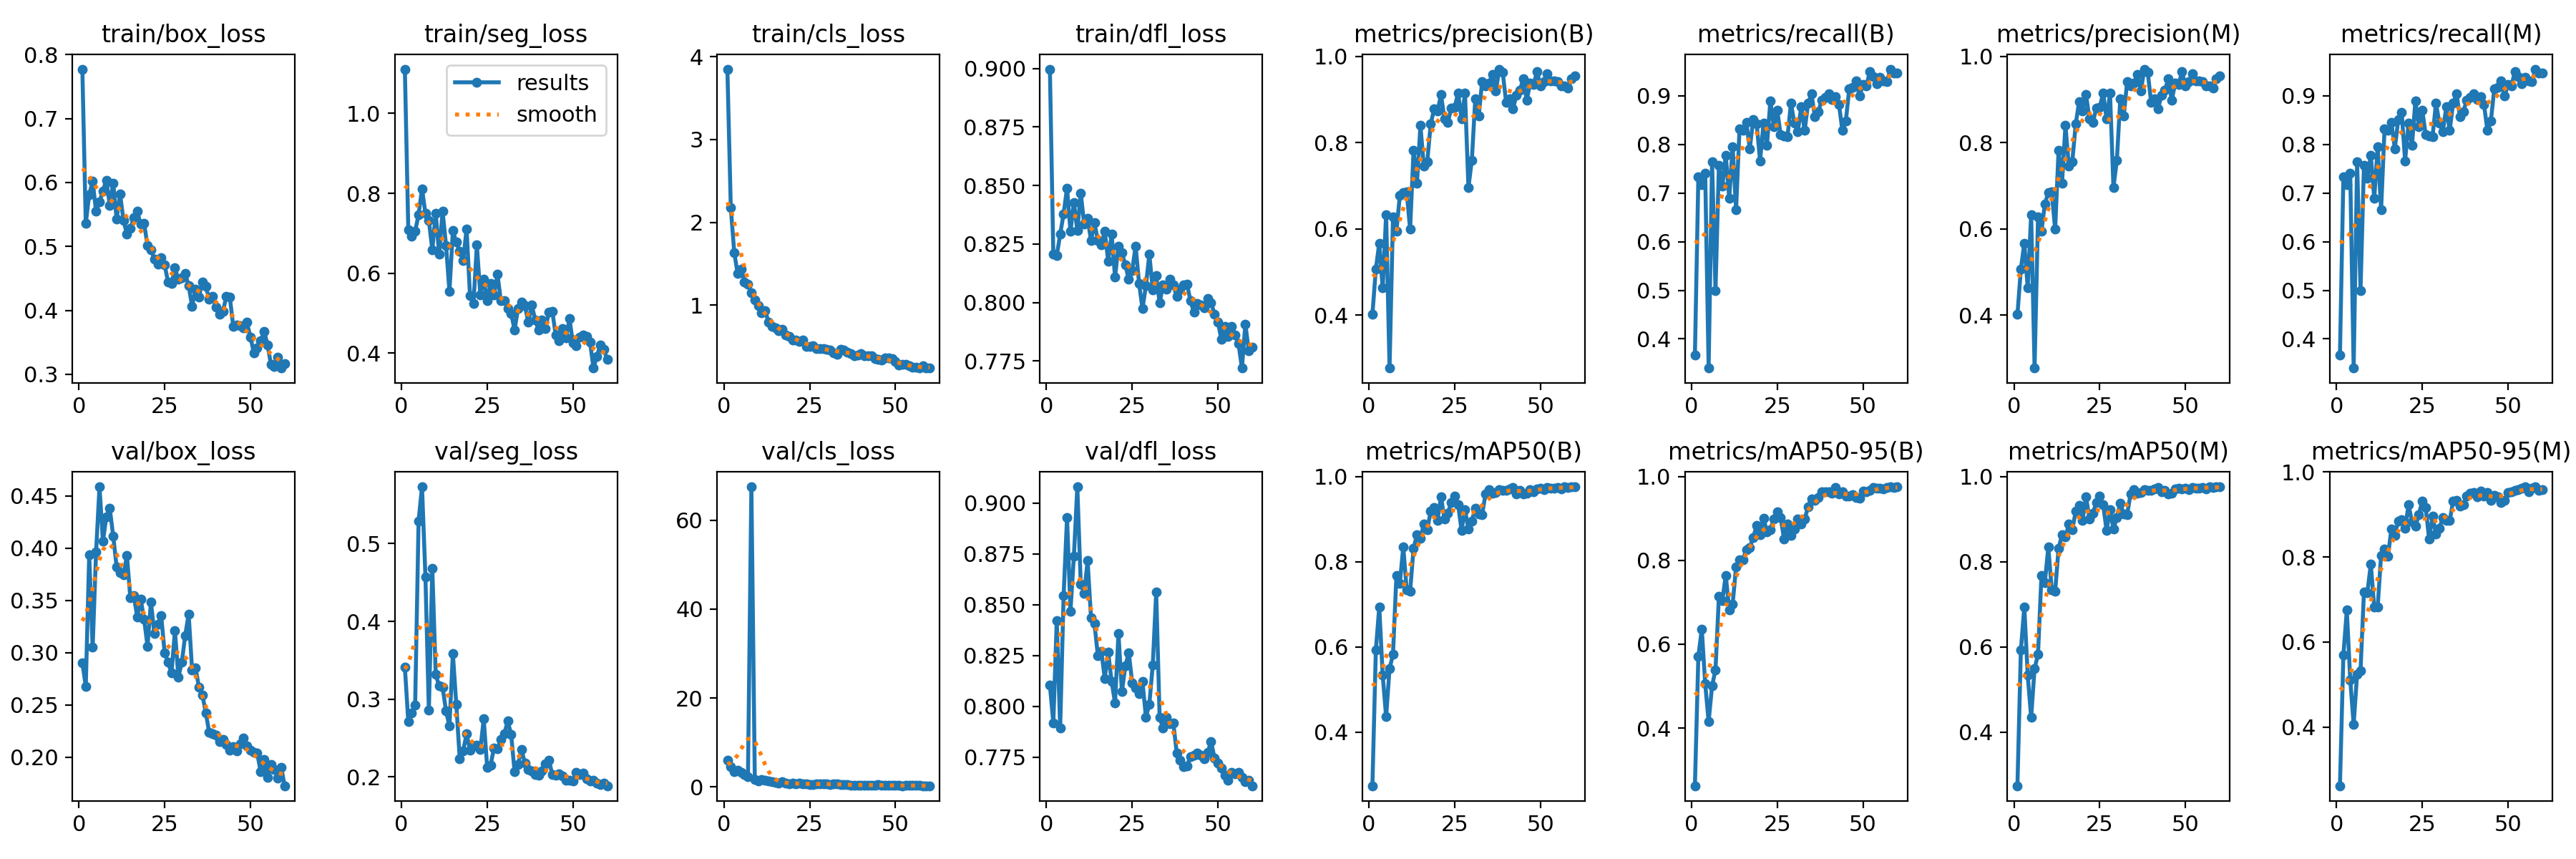 train/box_loss
0.8
0.7
0.6
0.5
0.4
0.3
0 25 50
train/seg_loss
results
smooth
1.0
0.8
0.6
0.4
0 25 50
train/cls_loss
4
3
2
1
0 25 50
train/dfl_loss
0.900
0.875
0.850
0.825
0.800
0.775
0 25 50
metrics/precision(B)
1.0
0.8
0.6
0.4
0 25 50
metrics/recall(B)
0.9
0.8
0.7
0.6
0.5
0.4
0 25 50
metrics/precision(M)
1.0
0.8
0.6
0.4
0 25 50
metrics/recall(M)
0.9
0.8
0.7
0.6
0.5
0.4
0 25 50
val/box_loss
0.45
0.40
0.35
0.30
0.25
0.20
0 25 50
val/seg_loss
0.5
0.4
0.3
0.2
0 25 50
val/cls_loss
60
40
20
0
0 25 50
val/dfl_loss
0.900
0.875
0.850
0.825
0.800
0.775
0 25 50
metrics/mAP50(B)
1.0
0.8
0.6
0.4
0 25 50
metrics/mAP50-95(B)
1.0
0.8
0.6
0.4
0 25 50
metrics/mAP50(M)
1.0
0.8
0.6
0.4
0 25 50
metrics/mAP50-95(M)
1.0
0.8
0.6
0.4
0 25 50